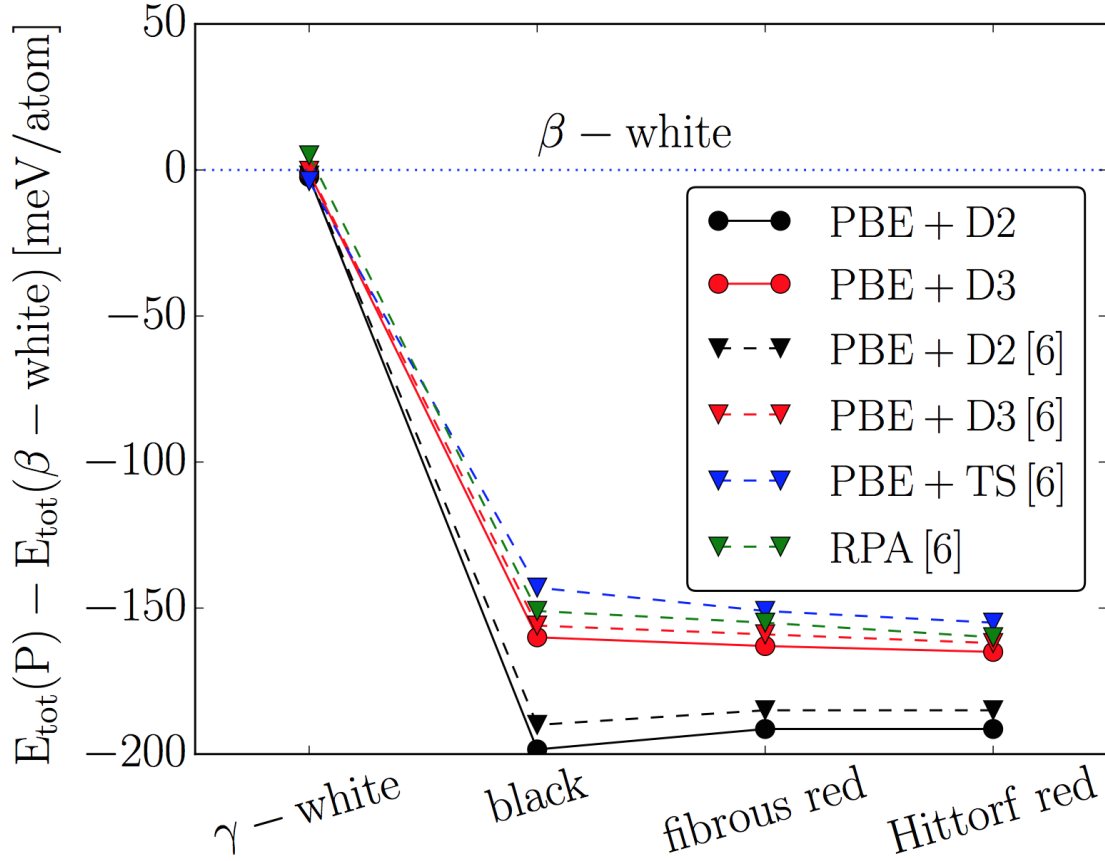 E_tot(P) − E_tot(β − white) [meV/atom]
50
0
−50
−100
−150
−200
β − white
PBE + D2
PBE + D3
PBE + D2 [6]
PBE + D3 [6]
PBE + TS [6]
RPA [6]
γ − white
black
fibrous red
Hittorf red